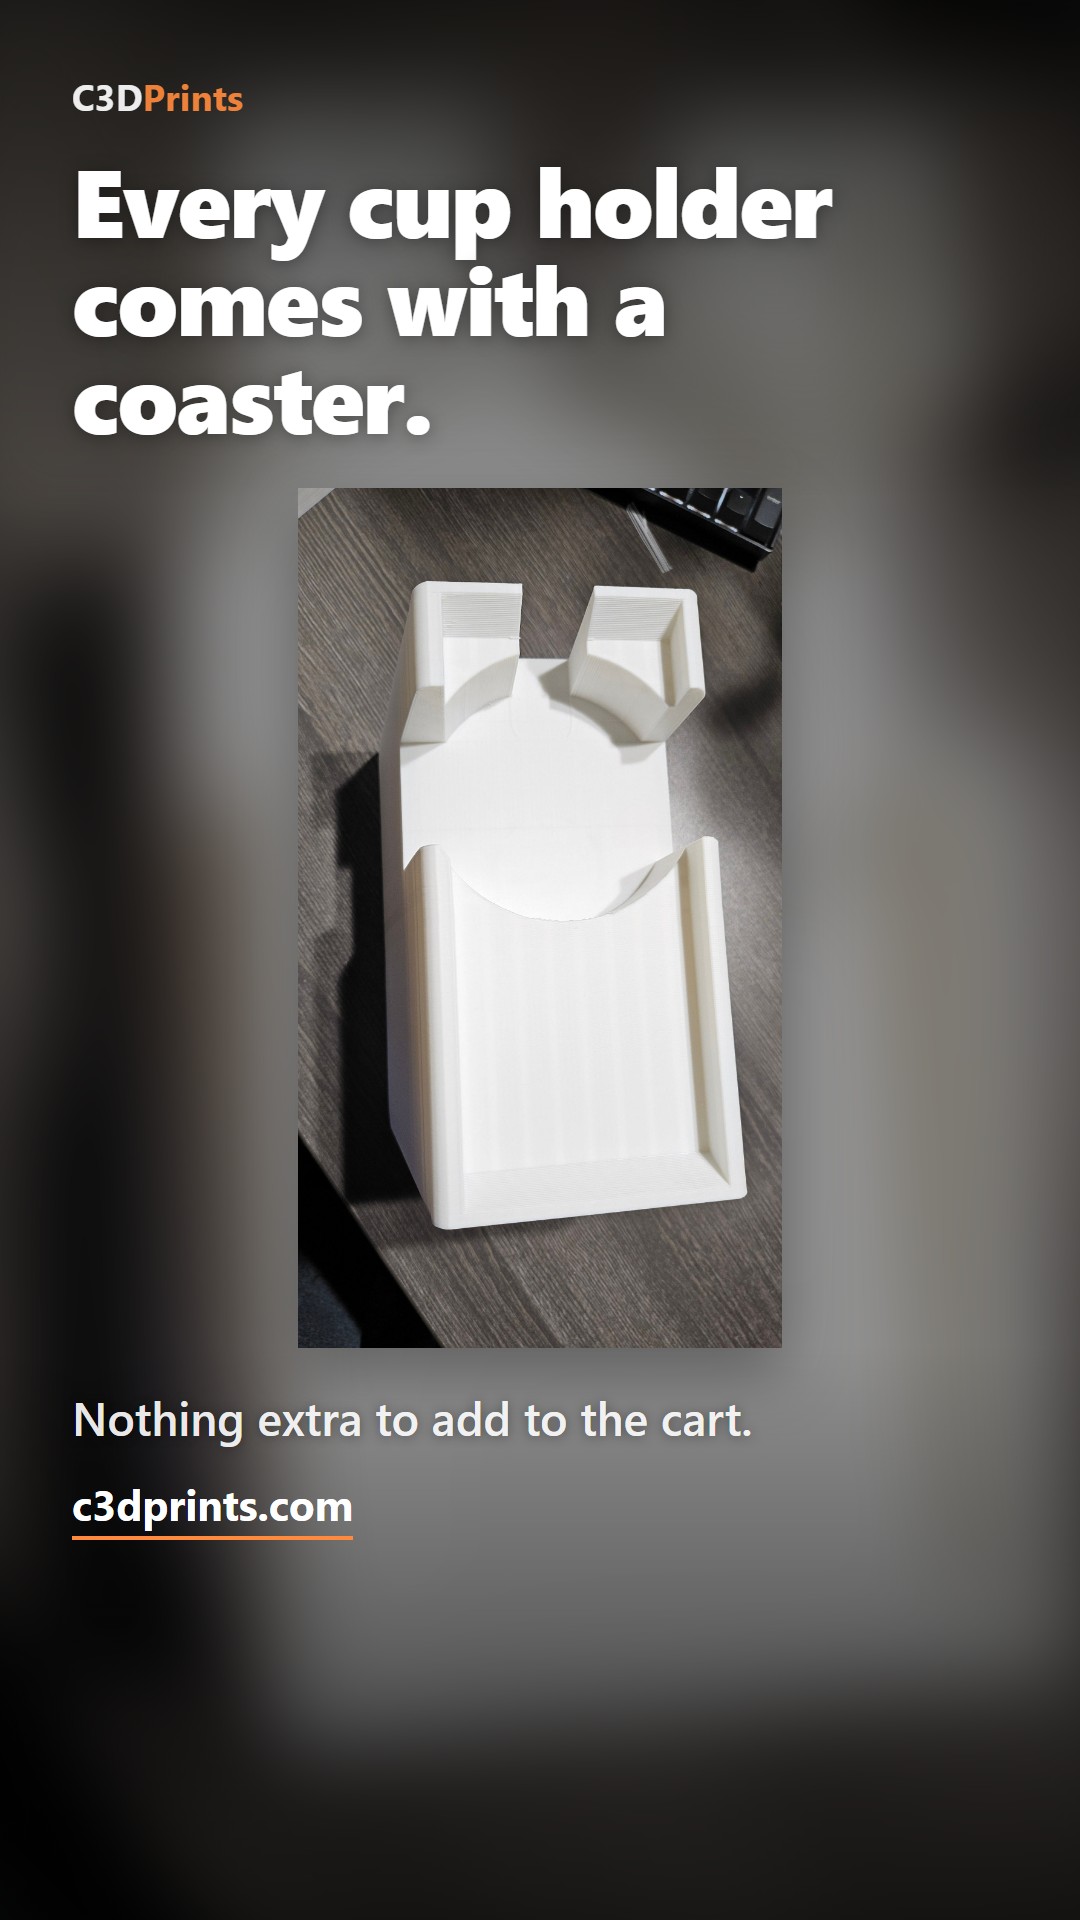 C3DPrints
Every cup holder
comes with a
coaster.
Nothing extra to add to the cart.
c3dprints.com